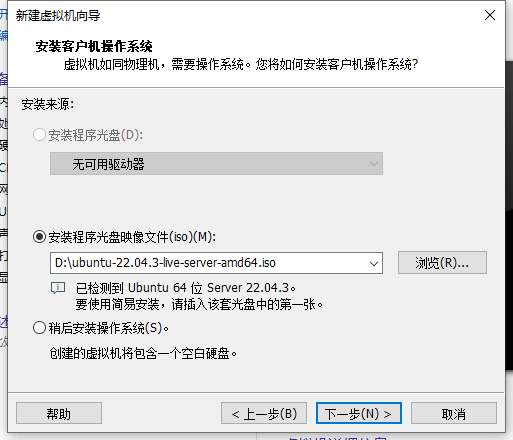 新建虚拟机向导
安装客户机操作系统
虚拟机如同物理机，需要操作系统。您将如何安装客户机操作系统?
安装来源:
安装程序光盘(D):
无可用驱动器
安装程序光盘映像文件(iso)(M):
D:\ubuntu-22.04.3-live-server-amd64.iso
浏览(R)...
已检测到 Ubuntu 64 位 Server 22.04.3。
要使用简易安装，请插入该套光盘中的第一张。
稍后安装操作系统(S)。
创建的虚拟机将包含一个空白硬盘。
帮助
< 上一步(B)
下一步(N) >
取消